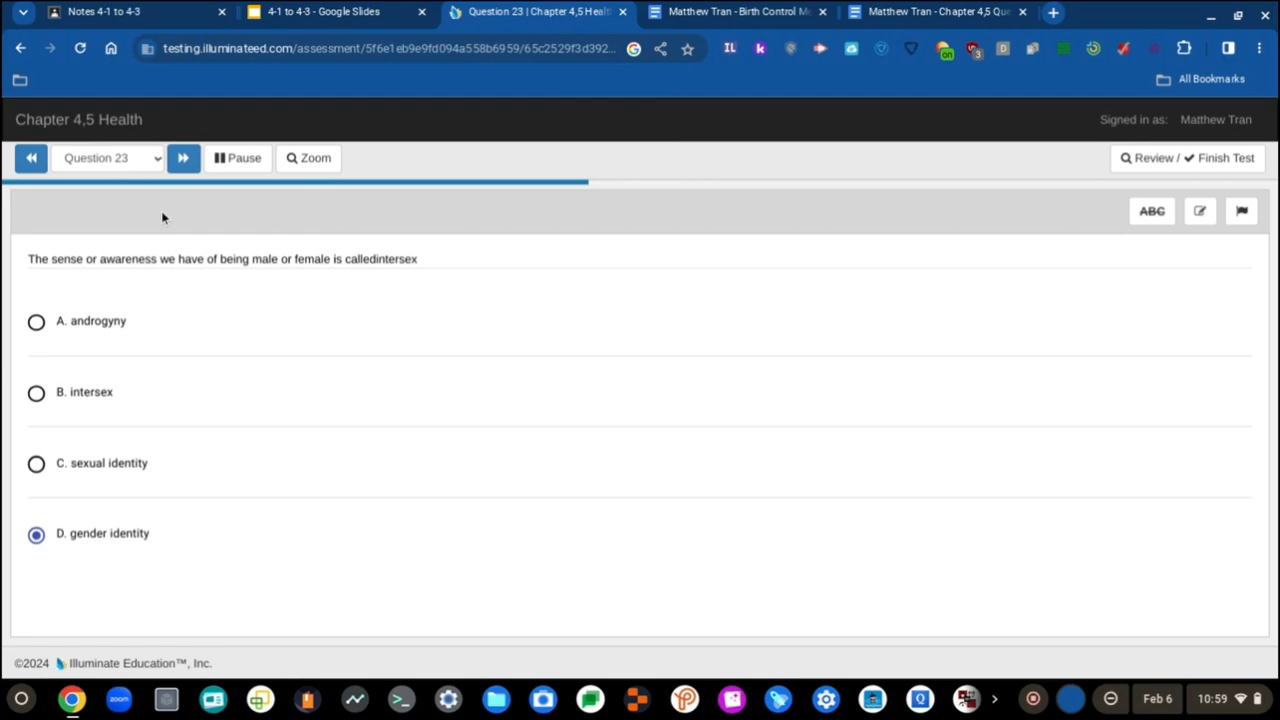 Notes 4-1 to 4-3
4-1 to 4-3 - Google Slides
Question 23 | Chapter 4,5 Healt
Matthew Tran - Birth Control Me
Matthew Tran - Chapter 4,5 Que
testing.illuminateed.com/assessment/5f6e1eb9e9fd094a558b6959/65c2529f3d392...
All Bookmarks
Chapter 4,5 Health
Signed in as: Matthew Tran
Question 23
Pause
Zoom
Review / Finish Test
ABC
The sense or awareness we have of being male or female is calledintersex
A. androgyny
B. intersex
C. sexual identity
D. gender identity
©2024 Illuminate Education™, Inc.
zoom
Feb 6
10:59